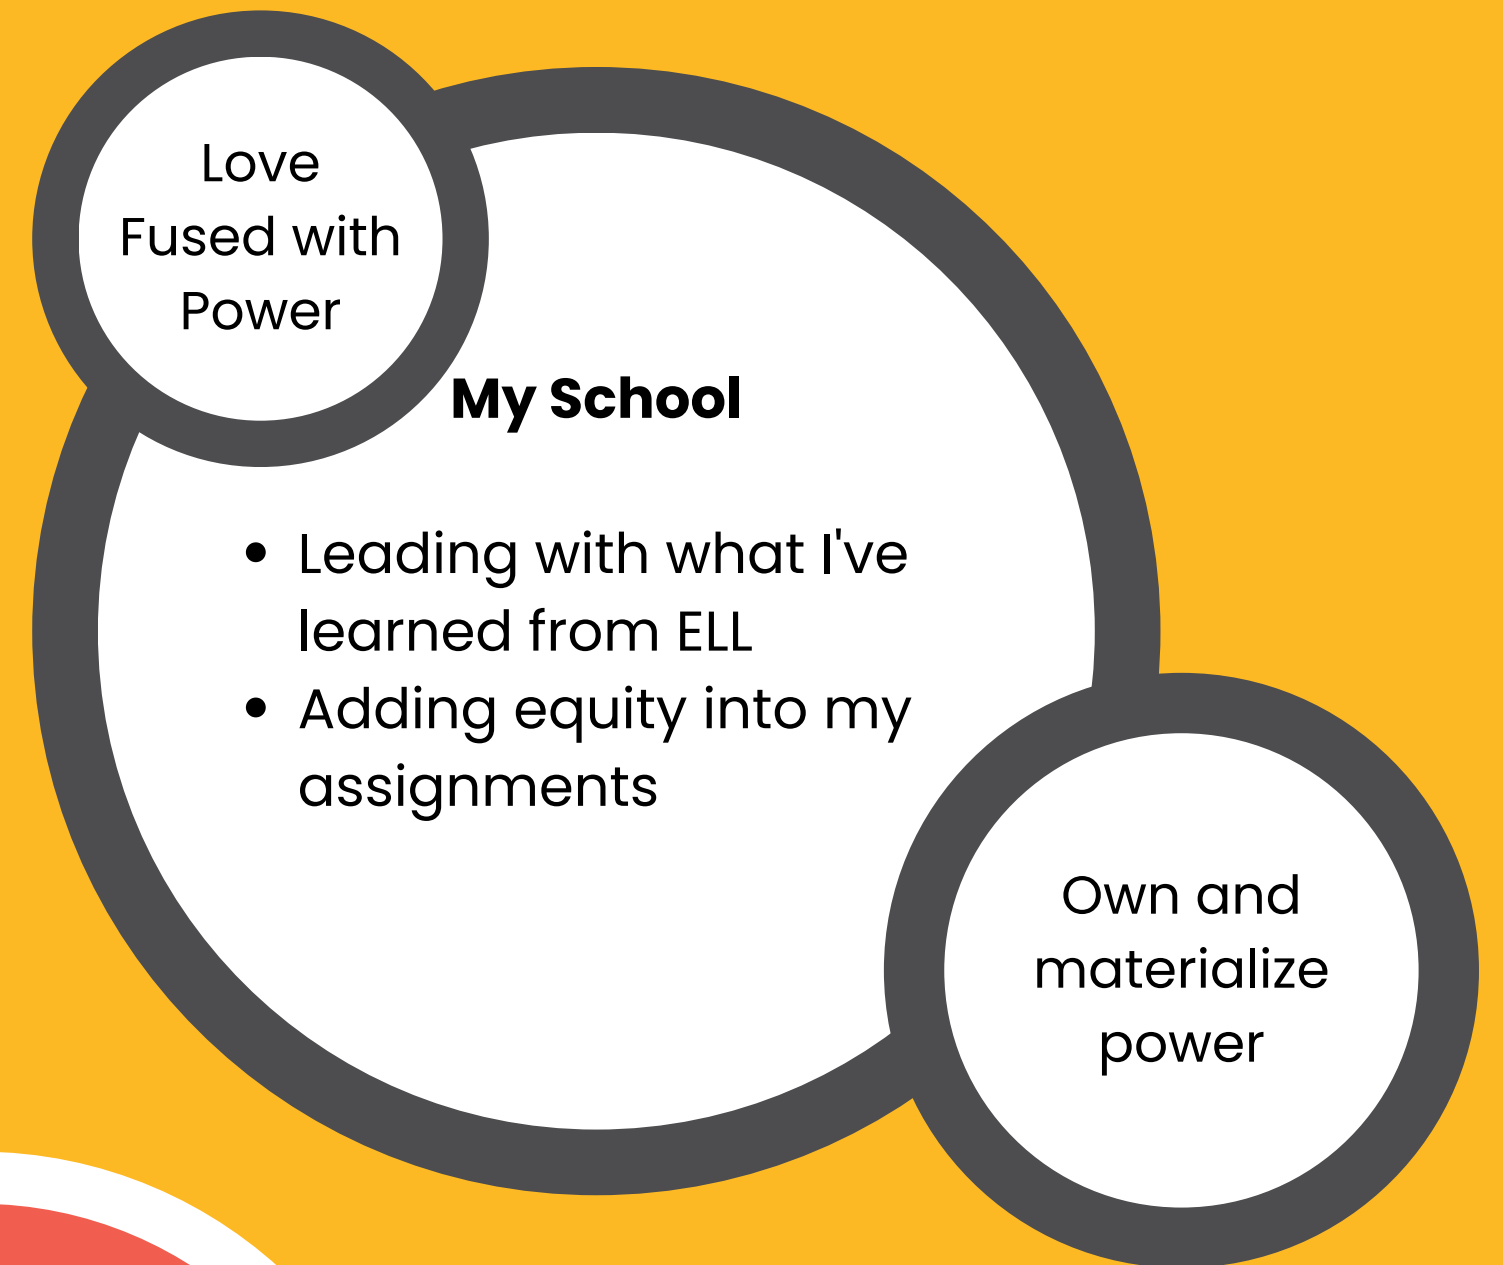 Love
Fused with
Power
My School
• Leading with what I've
learned from ELL
• Adding equity into my
assignments
Own and
materialize
power